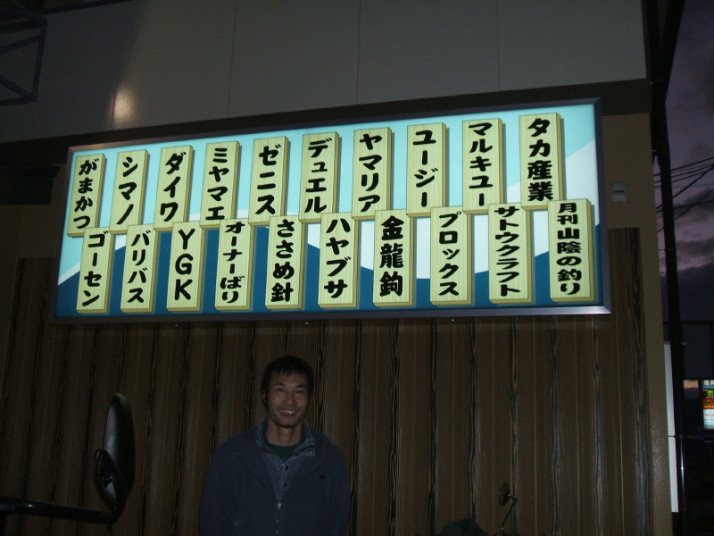 がまかつ
シマノ
ダイワ
ミヤマエ
ゼニス
デュエル
ヤマリア
ユージー
マルキユー
タカ産業
ゴーセン
バリバス
YGK
オーナーばり
ささめ針
ハヤブサ
金龍鉤
プロックス
サトウクラフト
月刊山陰の釣り